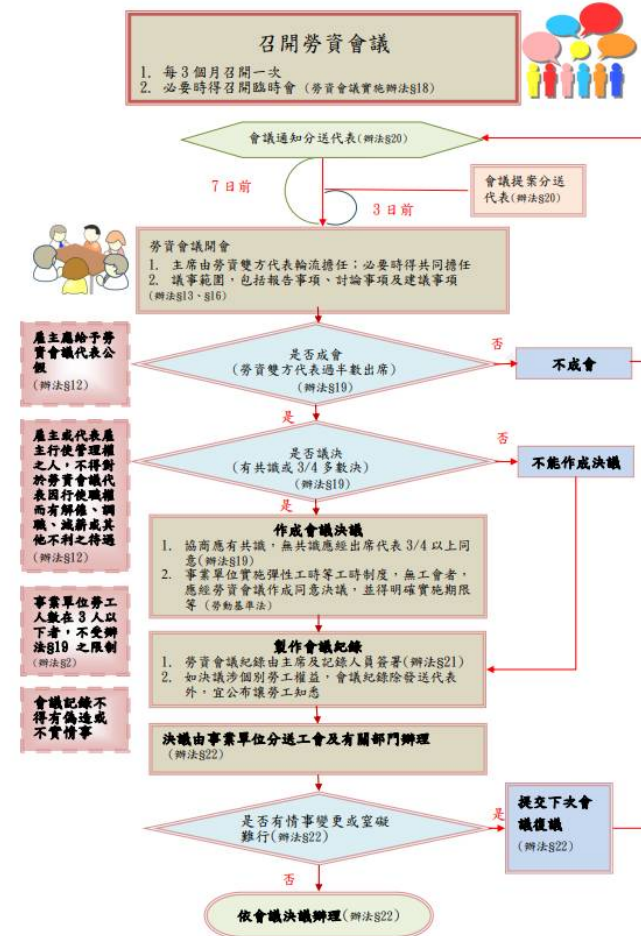 召開勞資會議
1. 每3個月召開一次
2. 必要時得召開臨時會 (勞資會議實施辦法§18)
會議通知分送代表(辦法§20)
7 日前
3 日前
會議提案分送
代表(辦法§20)
勞資會議開會
1. 主席由勞資雙方代表輪流擔任；必要時得共同擔任
2. 議事範圍，包括報告事項、討論事項及建議事項
(辦法§13、§16)
雇主應給予勞
資會議代表公
假
(辦法§12)
是否成會
(勞資雙方代表過半數出席)
(辦法§19)
否
不成會
是
雇主或代表雇
主行使管理權
之人，不得對
於勞資會議代
表因行使職權
而有解僱、調
職、減薪或其
他不利之待遇
(辦法§12)
是否議決
(有共識或 3/4 多數決)
(辦法§19)
否
不能作成決議
是
作成會議決議
1. 協商應有共識，無共識應經出席代表 3/4 以上同
意(辦法§19)
2. 事業單位實施彈性工時等工時制度，無工會者，
應經勞資會議作成同意決議，並得明確實施期限
等 (勞動基準法)
事業單位勞工
人數在 3 人以
下者，不受辦
法§19 之限制
(辦法§2)
製作會議紀錄
1. 勞資會議紀錄由主席及記錄人員簽署(辦法§21)
2. 如決議涉個別勞工權益，會議紀錄除發送代表
外，宜公布讓勞工知悉
會議記錄不
得有偽造或
不實情事
決議由事業單位分送工會及有關部門辦理
(辦法§22)
是否有情事變更或窒礙
難行(辦法§22)
是
提交下次會
議復議
(辦法§22)
否
依會議決議辦理(辦法§22)